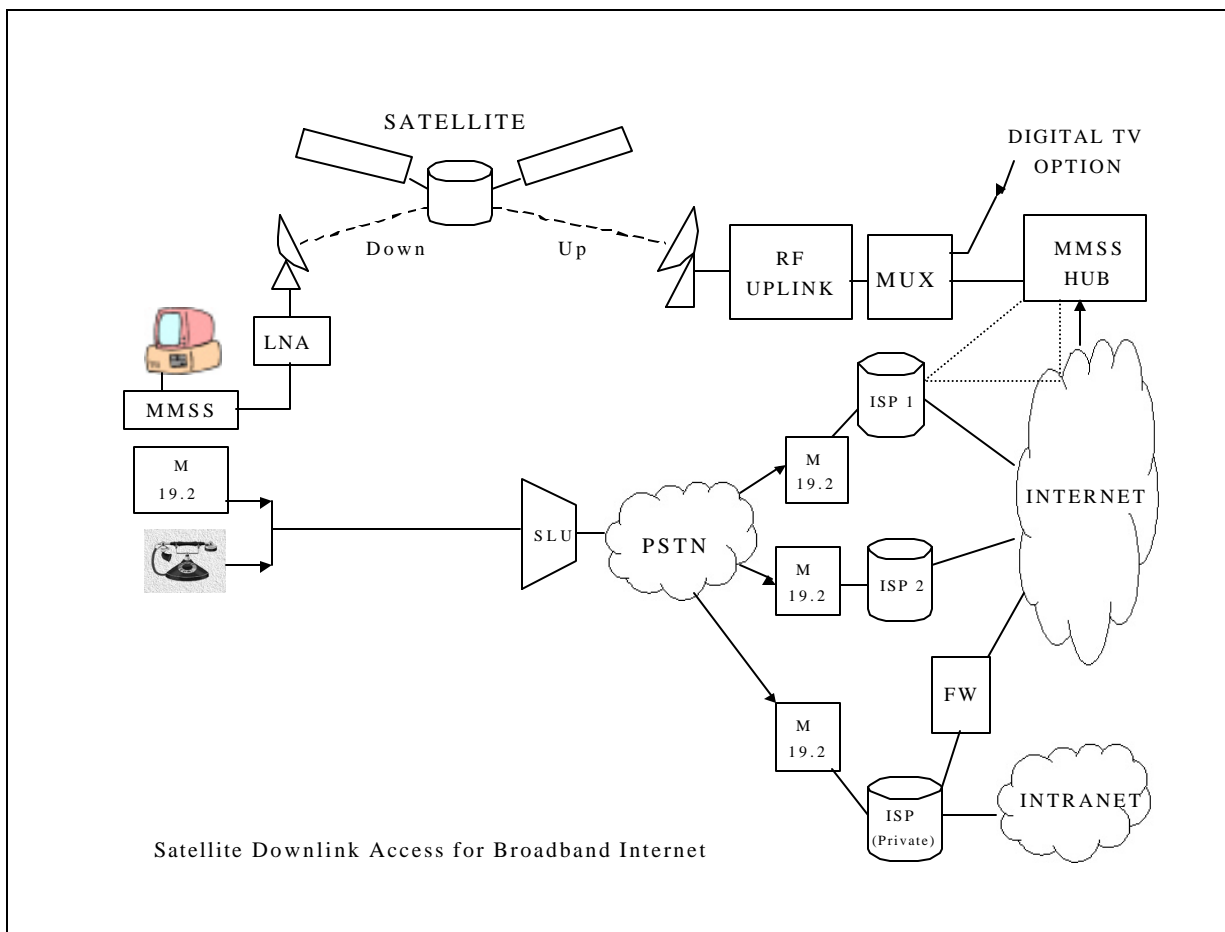 SATELLITE
DIGITAL TV
OPTION
Down
Up
RF
UPLINK
MUX
MMSS
HUB
LNA
MMSS
ISP 1
M
19.2
M
19.2
INTERNET
SLU
PSTN
M
19.2
ISP 2
FW
M
19.2
ISP
(Private)
INTRANET
Satellite Downlink Access for Broadband Internet